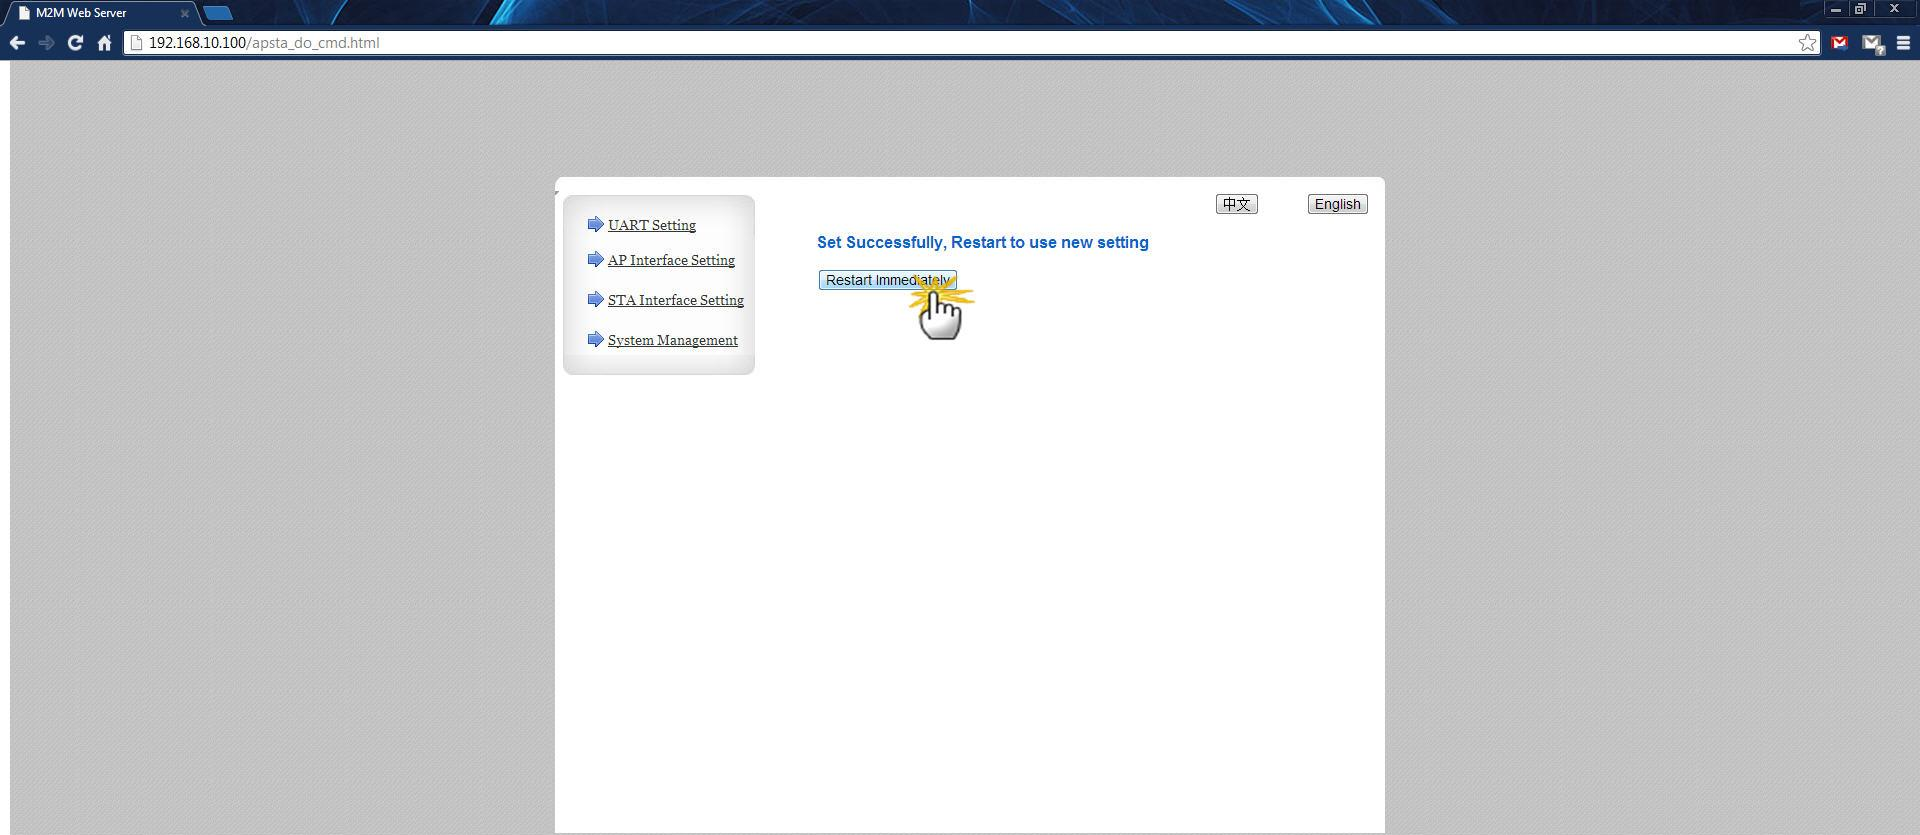 M2M Web Server
192.168.10.100/apsta_do_cmd.html
中文
English
UART Setting
AP Interface Setting
STA Interface Setting
System Management
Set Successfully, Restart to use new setting
Restart Immediately